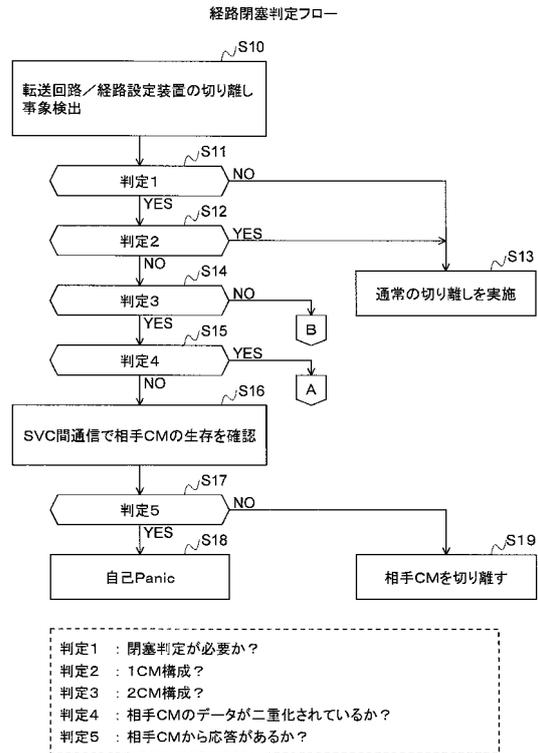 経路閉塞判定フロー
S10
転送回路／経路設定装置の切り離し
事象検出
S11
判定1
NO
YES
S12
判定2
YES
NO
S13
通常の切り離しを実施
S14
判定3
NO
B
YES
S15
判定4
YES
A
NO
S16
SVC間通信で相手CMの生存を確認
S17
判定5
NO
YES
S18
自己Panic
S19
相手CMを切り離す
判定1 ：閉塞判定が必要か？
判定2 ：1CM構成？
判定3 ：2CM構成？
判定4 ：相手CMのデータが二重化されているか？
判定5 ：相手CMから応答があるか？